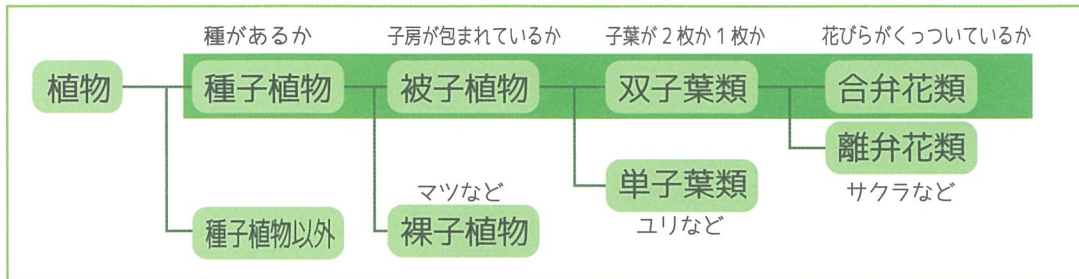 種があるか
子房が包まれているか
子葉が2枚か1枚か
花びらがくっついているか
植物
種子植物
被子植物
双子葉類
合弁花類
離弁花類
サクラなど
単子葉類
ユリなど
マツなど
裸子植物
種子植物以外